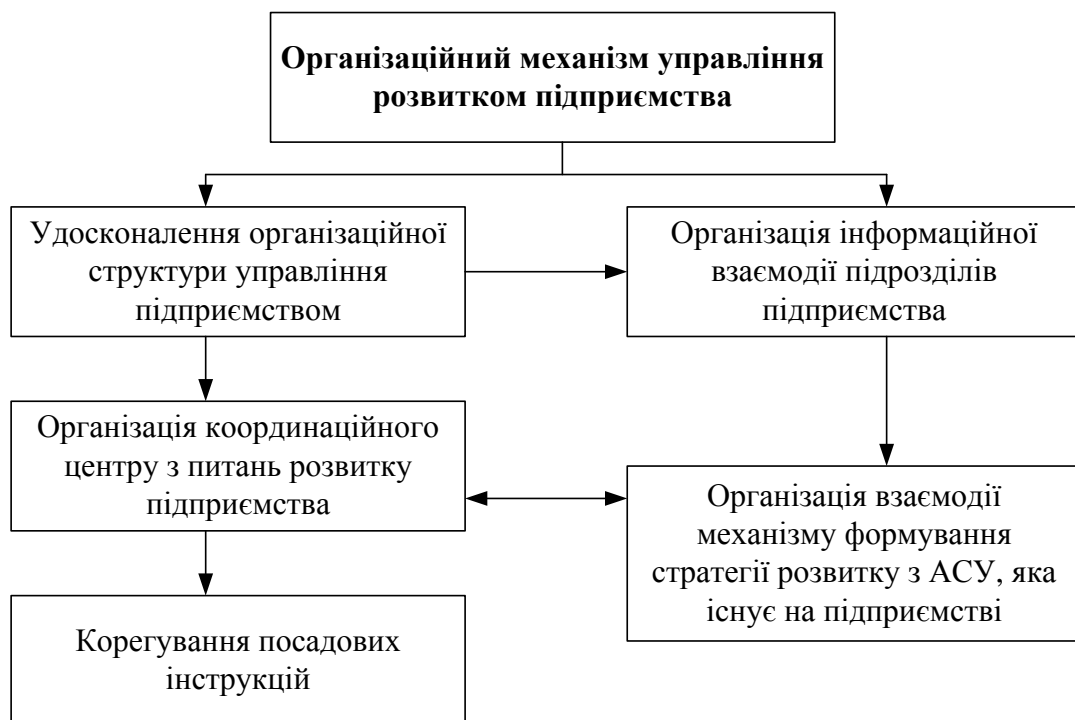 Організаційний механізм управління
розвитком підприємства
Удосконалення організаційної
структури управління
підприємством
Організація інформаційної
взаємодії підрозділів
підприємства
Організація координаційного
центру з питань розвитку
підприємства
Організація взаємодії
механізму формування
стратегії розвитку з АСУ, яка
існує на підприємстві
Корегування посадових
інструкцій